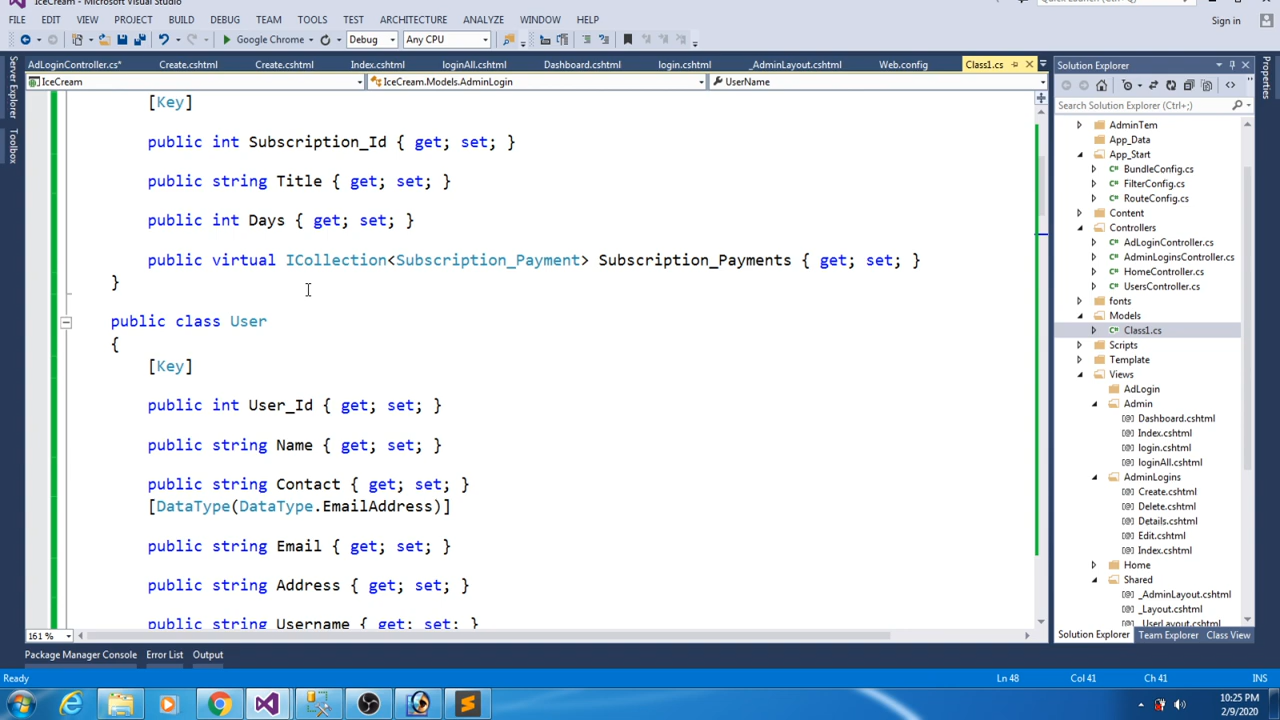 IceCream - Microsoft Visual Studio
FILE EDIT VIEW PROJECT BUILD DEBUG TEAM TOOLS TEST ARCHITECTURE ANALYZE WINDOW HELP Sign in
Google Chrome Debug Any CPU
AdLoginController.cs* Create.cshtml Create.cshtml Index.cshtml loginAll.cshtml Dashboard.cshtml login.cshtml _AdminLayout.cshtml Web.config Class1.cs
IceCream IceCream.Models.AdminLogin UserName
[Key]
public int Subscription_Id { get; set; }
public string Title { get; set; }
public int Days { get; set; }
public virtual ICollection<Subscription_Payment> Subscription_Payments { get; set; }
}
public class User
{
[Key]
public int User_Id { get; set; }
public string Name { get; set; }
public string Contact { get; set; }
[DataType(DataType.EmailAddress)]
public string Email { get; set; }
public string Address { get; set; }
public string Username { get; set; }
161 %
Server Explorer
Toolbox
Solution Explorer
Search Solution Explorer (Ctrl+;)
AdminTem
App_Data
App_Start
BundleConfig.cs
FilterConfig.cs
RouteConfig.cs
Content
Controllers
AdLoginController.cs
AdminLoginsController.cs
HomeController.cs
UsersController.cs
fonts
Models
Class1.cs
Scripts
Template
Views
AdLogin
Admin
Dashboard.cshtml
Index.cshtml
login.cshtml
loginAll.cshtml
AdminLogins
Create.cshtml
Delete.cshtml
Details.cshtml
Edit.cshtml
Index.cshtml
Home
Shared
_AdminLayout.cshtml
_Layout.cshtml
_UserLayout.cshtml
Solution Explorer Team Explorer Class View
Properties
Package Manager Console Error List Output
Ready Ln 48 Col 41 Ch 41 INS
10:25 PM
2/9/2020